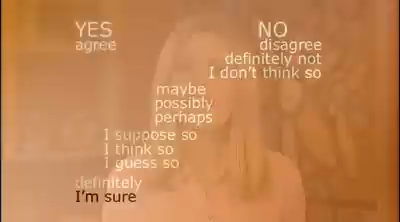 YES
agree
NO
disagree
definitely not
I don't think so
maybe
possibly
perhaps
I suppose so
I think so
I guess so
definitely
I'm sure